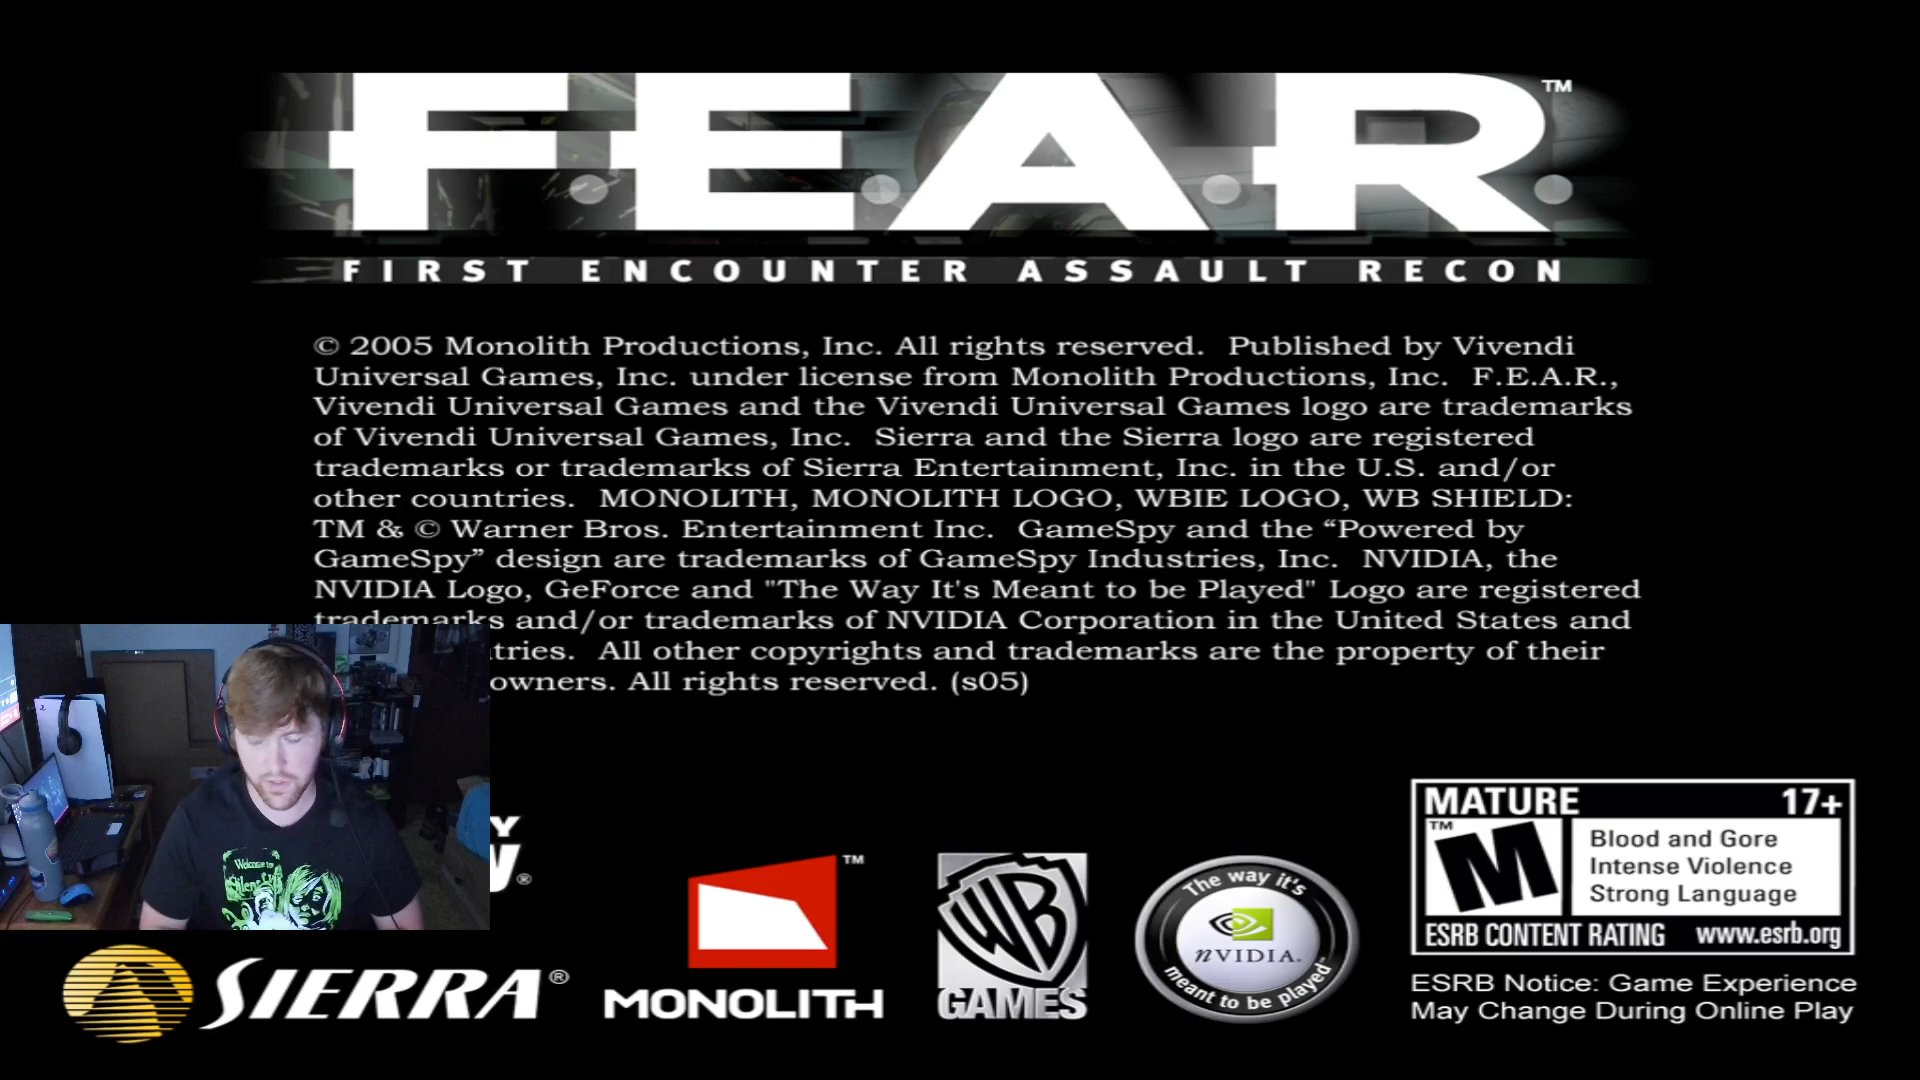 F.E.A.R.™
FIRST ENCOUNTER ASSAULT RECON
© 2005 Monolith Productions, Inc. All rights reserved. Published by Vivendi
Universal Games, Inc. under license from Monolith Productions, Inc. F.E.A.R.,
Vivendi Universal Games and the Vivendi Universal Games logo are trademarks
of Vivendi Universal Games, Inc. Sierra and the Sierra logo are registered
trademarks or trademarks of Sierra Entertainment, Inc. in the U.S. and/or
other countries. MONOLITH, MONOLITH LOGO, WBIE LOGO, WB SHIELD:
TM & © Warner Bros. Entertainment Inc. GameSpy and the “Powered by
GameSpy” design are trademarks of GameSpy Industries, Inc. NVIDIA, the
NVIDIA Logo, GeForce and "The Way It's Meant to be Played" Logo are registered
trademarks and/or trademarks of NVIDIA Corporation in the United States and
tries. All other copyrights and trademarks are the property of their
owners. All rights reserved. (s05)
Welcome to
Silent
SIERRA®
™
MONOLITH
WB
GAMES
The way it's
nVIDIA.
meant to be played™
MATURE 17+
™
M
Blood and Gore
Intense Violence
Strong Language
ESRB CONTENT RATING www.esrb.org
ESRB Notice: Game Experience
May Change During Online Play